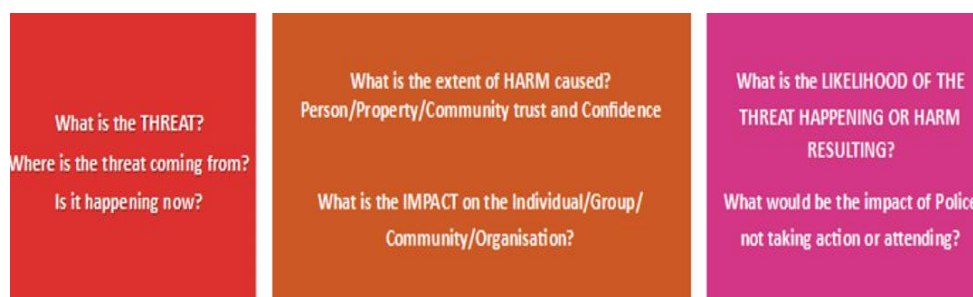 What is the THREAT?
Where is the threat coming from?
Is it happening now?
What is the extent of HARM caused?
Person/Property/Community trust and Confidence
What is the IMPACT on the Individual/Group/
Community/Organisation?
What is the LIKELIHOOD OF THE
THREAT HAPPENING OR HARM
RESULTING?
What would be the impact of Police
not taking action or attending?